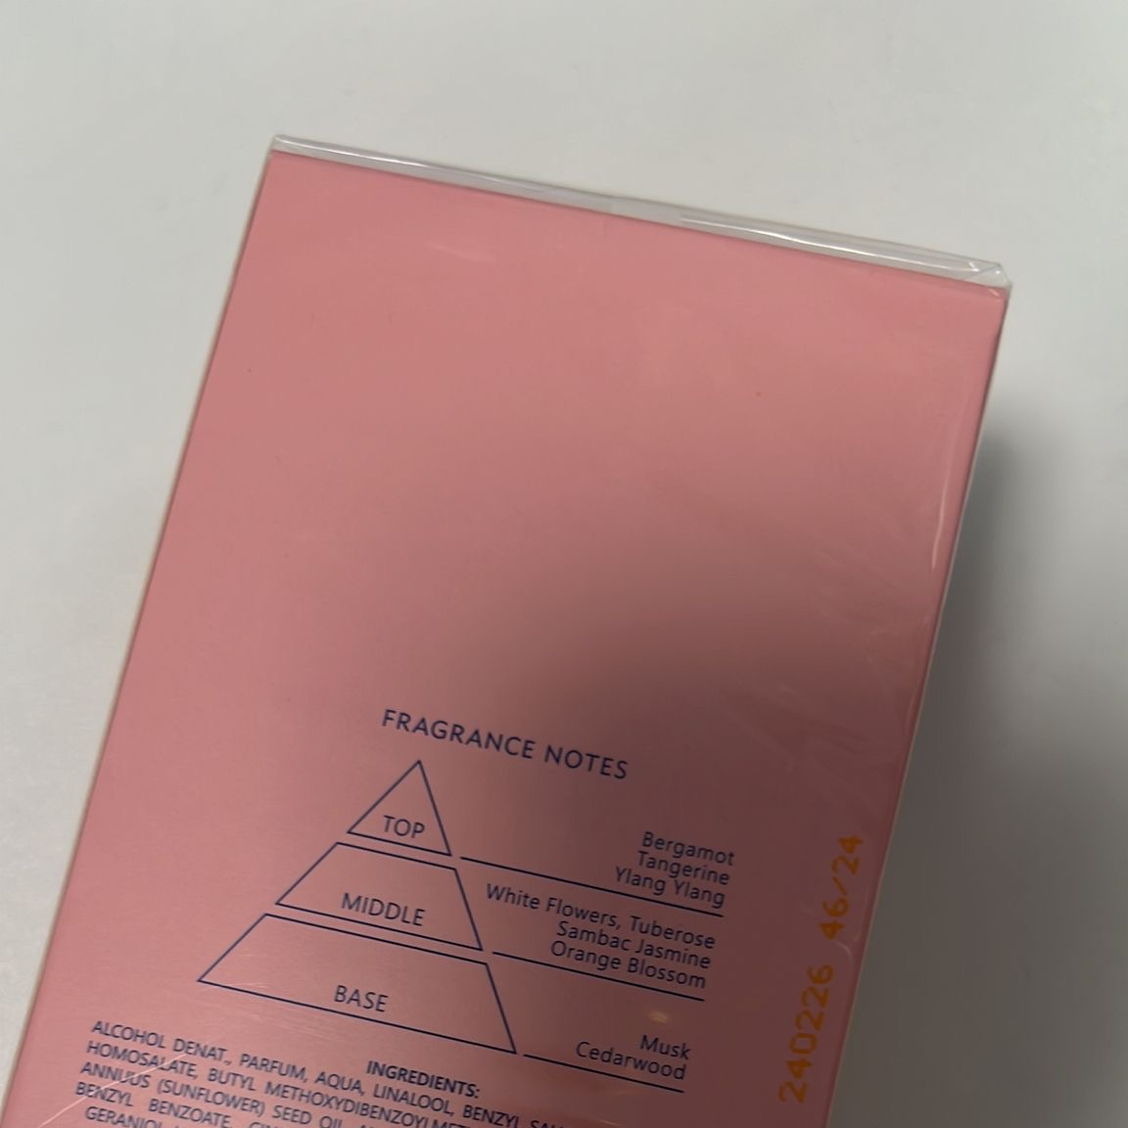 FRAGRANCE NOTES
TOP
Bergamot
Tangerine
Ylang Ylang
MIDDLE
White Flowers, Tuberose
Sambac Jasmine
Orange Blossom
BASE
Musk
Cedarwood
INGREDIENTS:
ALCOHOL DENAT., PARFUM, AQUA, LINALOOL, BENZYL
HOMOSALATE, BUTYL
ANNUUS (SUNFLOWER) SEED OIL,
BENZYL BENZOATE,
GERANIOL
240226 46/24